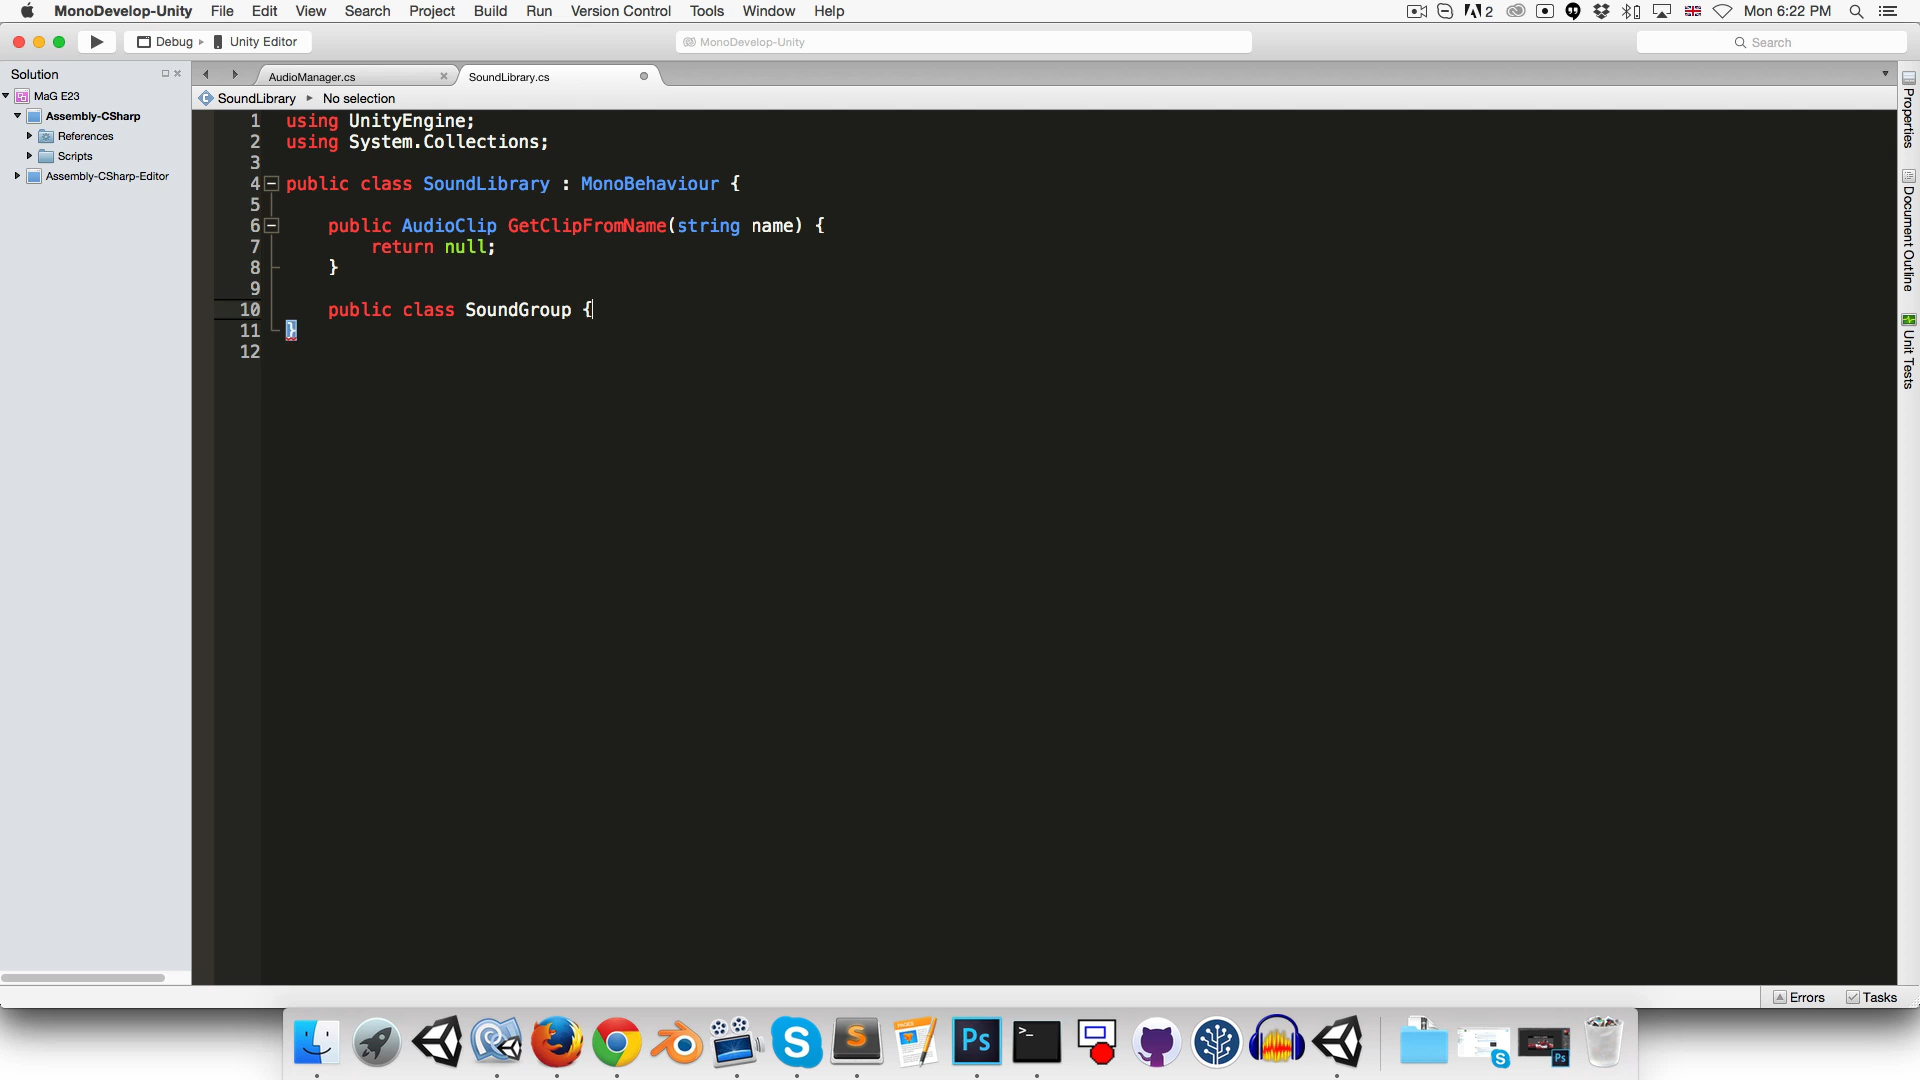 MonoDevelop-Unity File Edit View Search Project Build Run Version Control Tools Window Help 2 Mon 6:22 PM
Debug Unity Editor MonoDevelop-Unity Search
Solution AudioManager.cs SoundLibrary.cs
MaG E23 SoundLibrary No selection
Assembly-CSharp
References
Scripts
Assembly-CSharp-Editor
1 using UnityEngine;
2 using System.Collections;
3
4 public class SoundLibrary : MonoBehaviour {
5
6 public AudioClip GetClipFromName(string name) {
7 return null;
8 }
9
10 public class SoundGroup {
11 }
12
Properties
Document Outline
Unit Tests
Errors Tasks
PAGES
S
Ps
>_
S
Ps